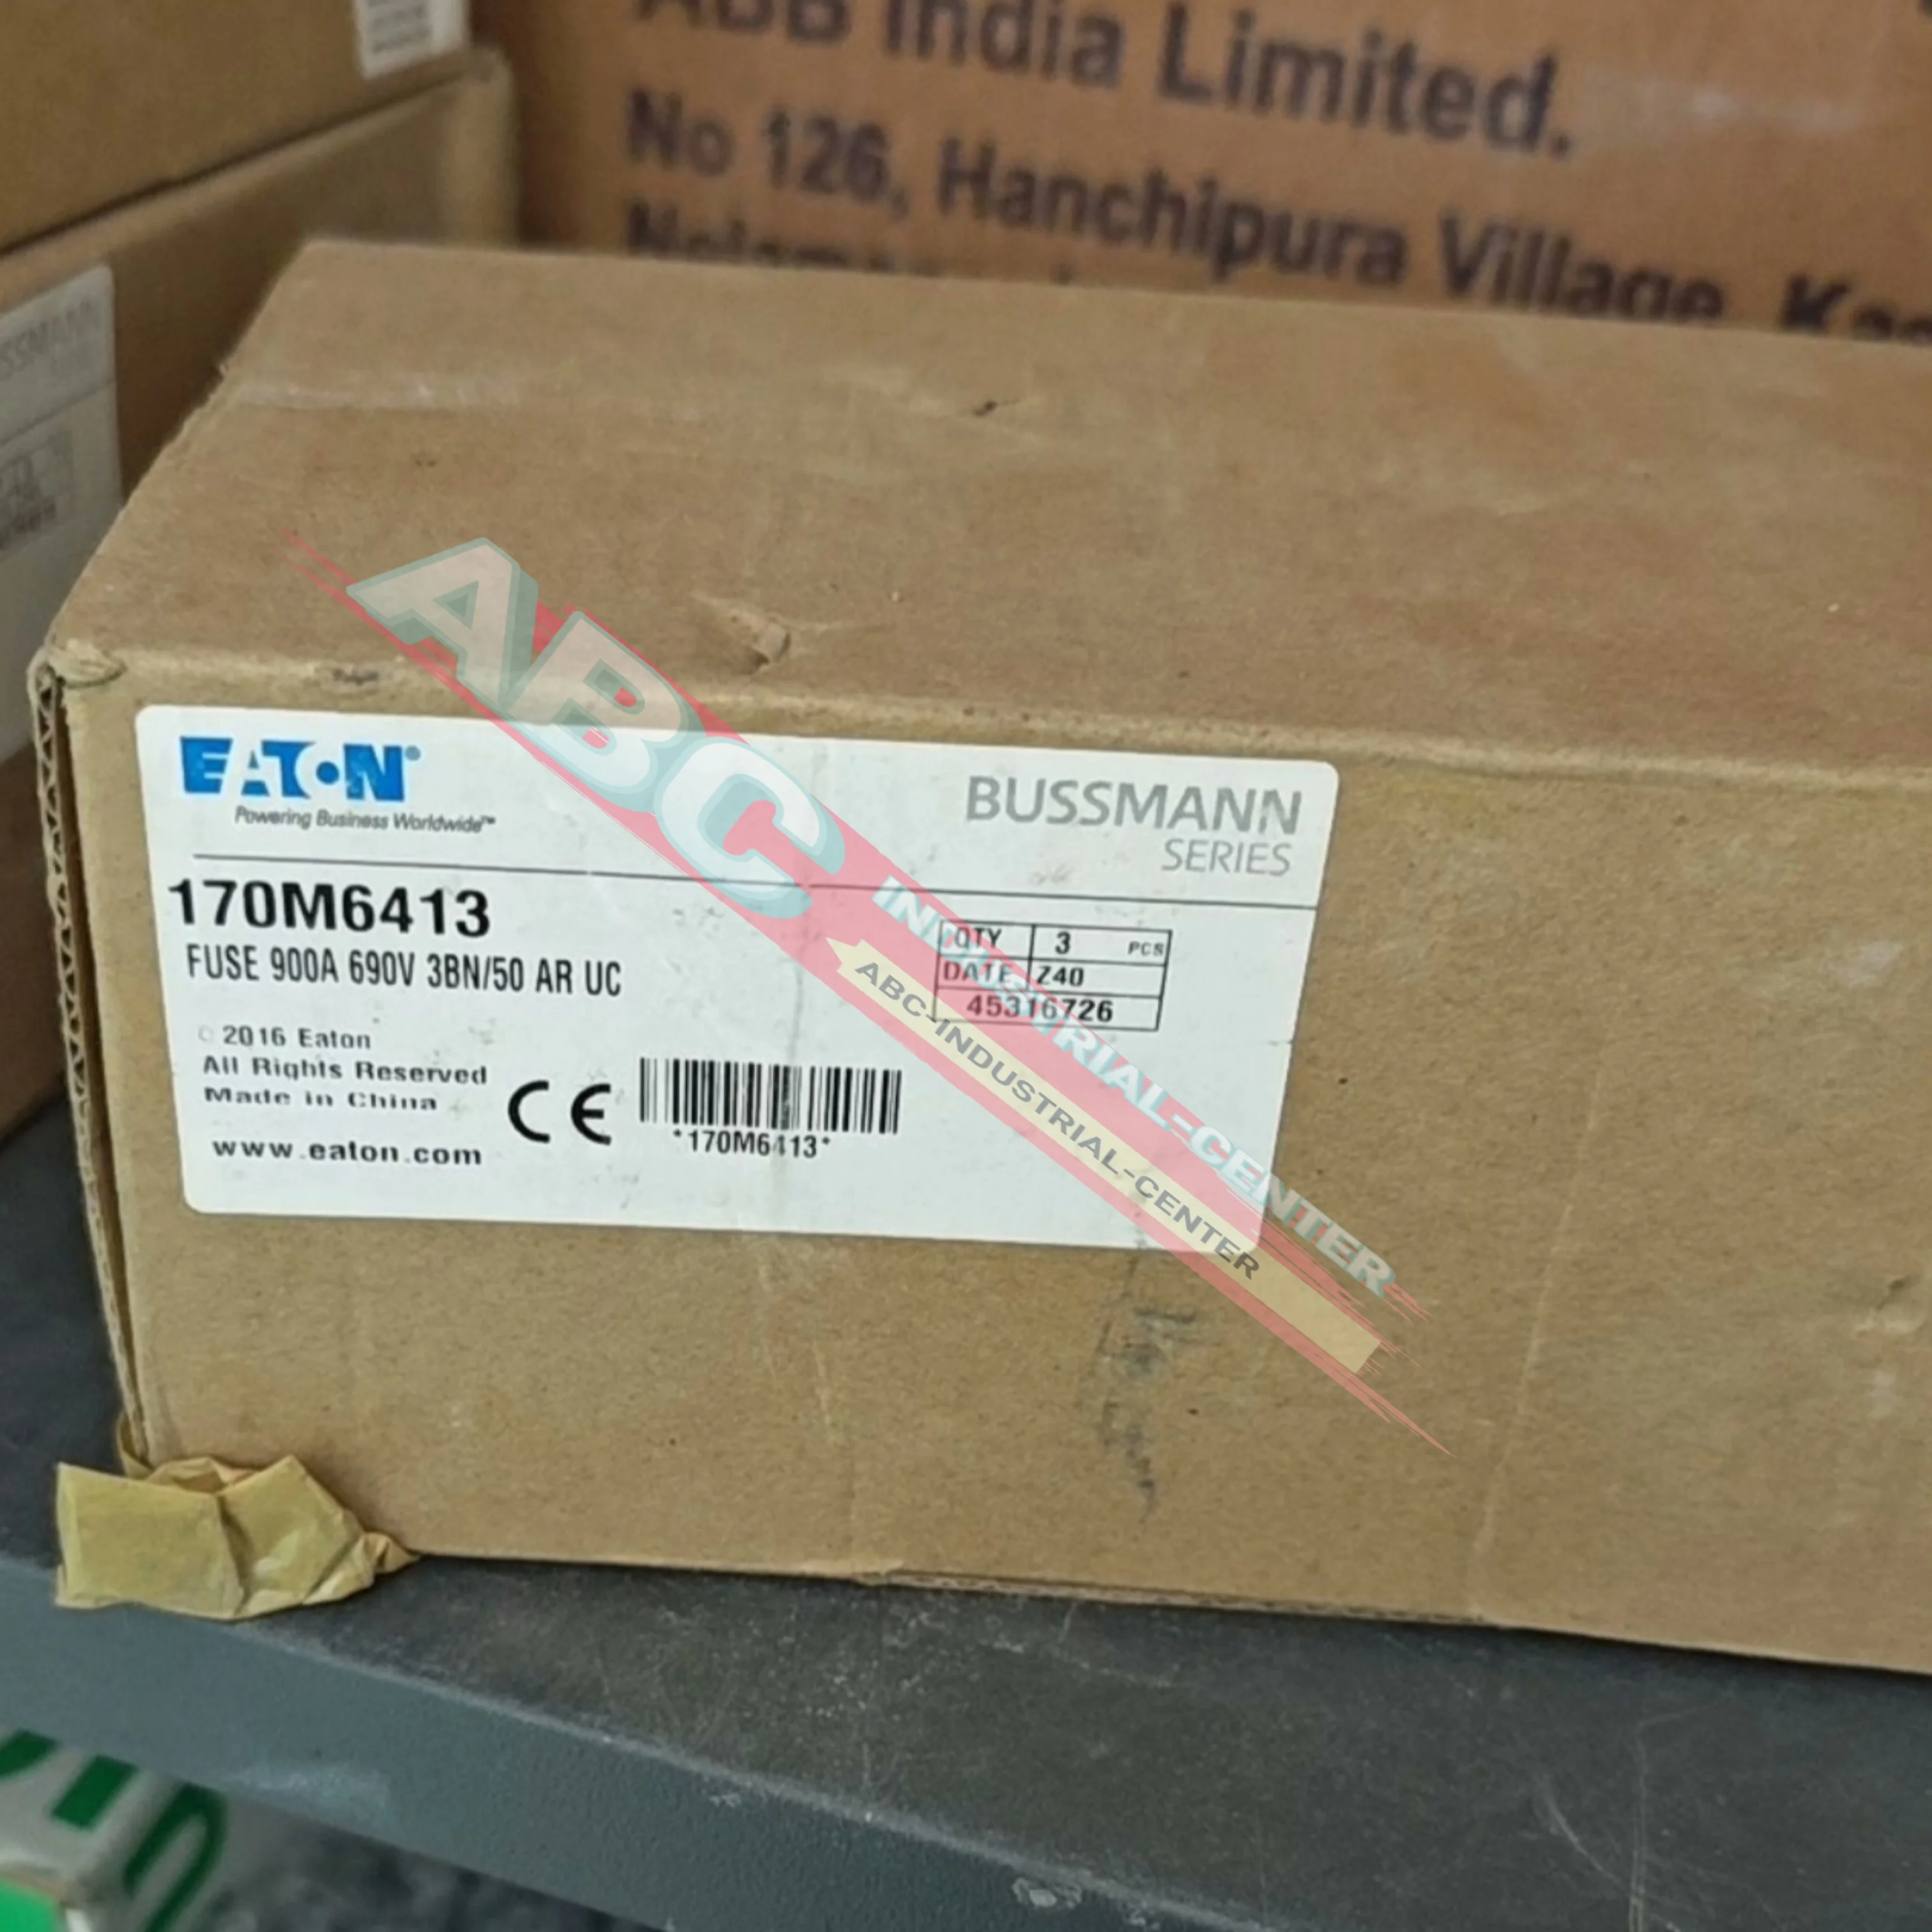 ABB India Limited.
No 126, Hanchipura Village,
EATON®
Powering Business Worldwide™
BUSSMANN
SERIES
170M6413
FUSE 900A 690V 3BN/50 AR UC
QTY 3 PCS
DATE Z40
45316726
© 2016 Eaton
All Rights Reserved
Made in China
www.eaton.com
CE
*170M6413*
ABC
INDUSTRIAL-CENTER
ABC-INDUSTRIAL-CENTER